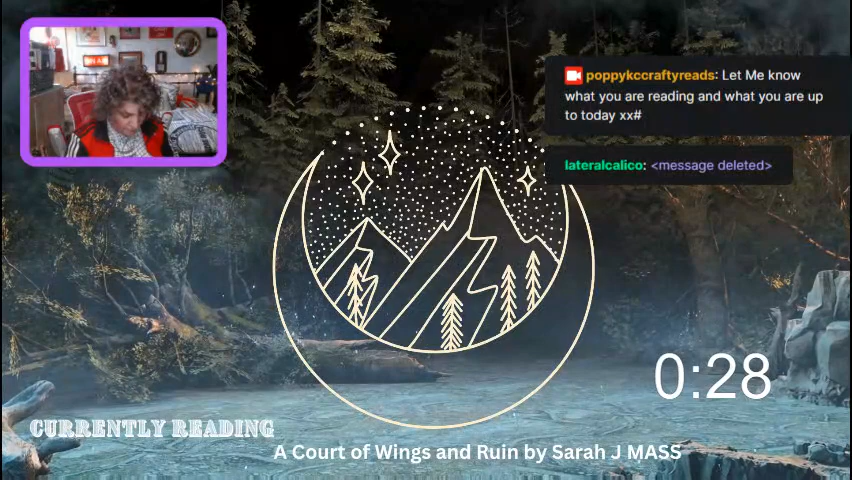 poppykccraftyreads: Let Me know
what you are reading and what you are up
to today xx#
lateralcalico: <message deleted>
0:28
CURRENTLY READING
A Court of Wings and Ruin by Sarah J MASS